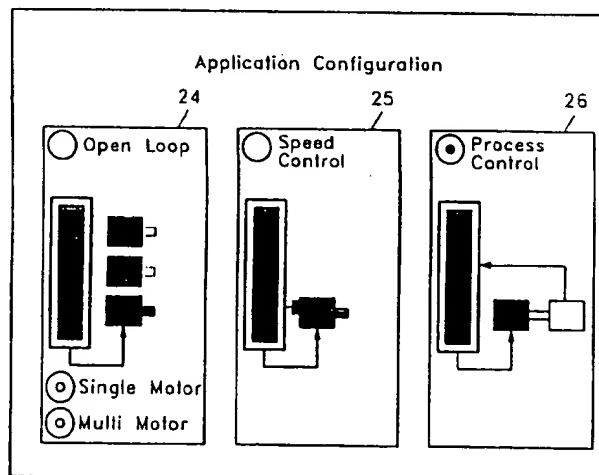 Application Configuration
24
25
26
Open Loop
Speed
Control
Process
Control
Single Motor
Multi Motor